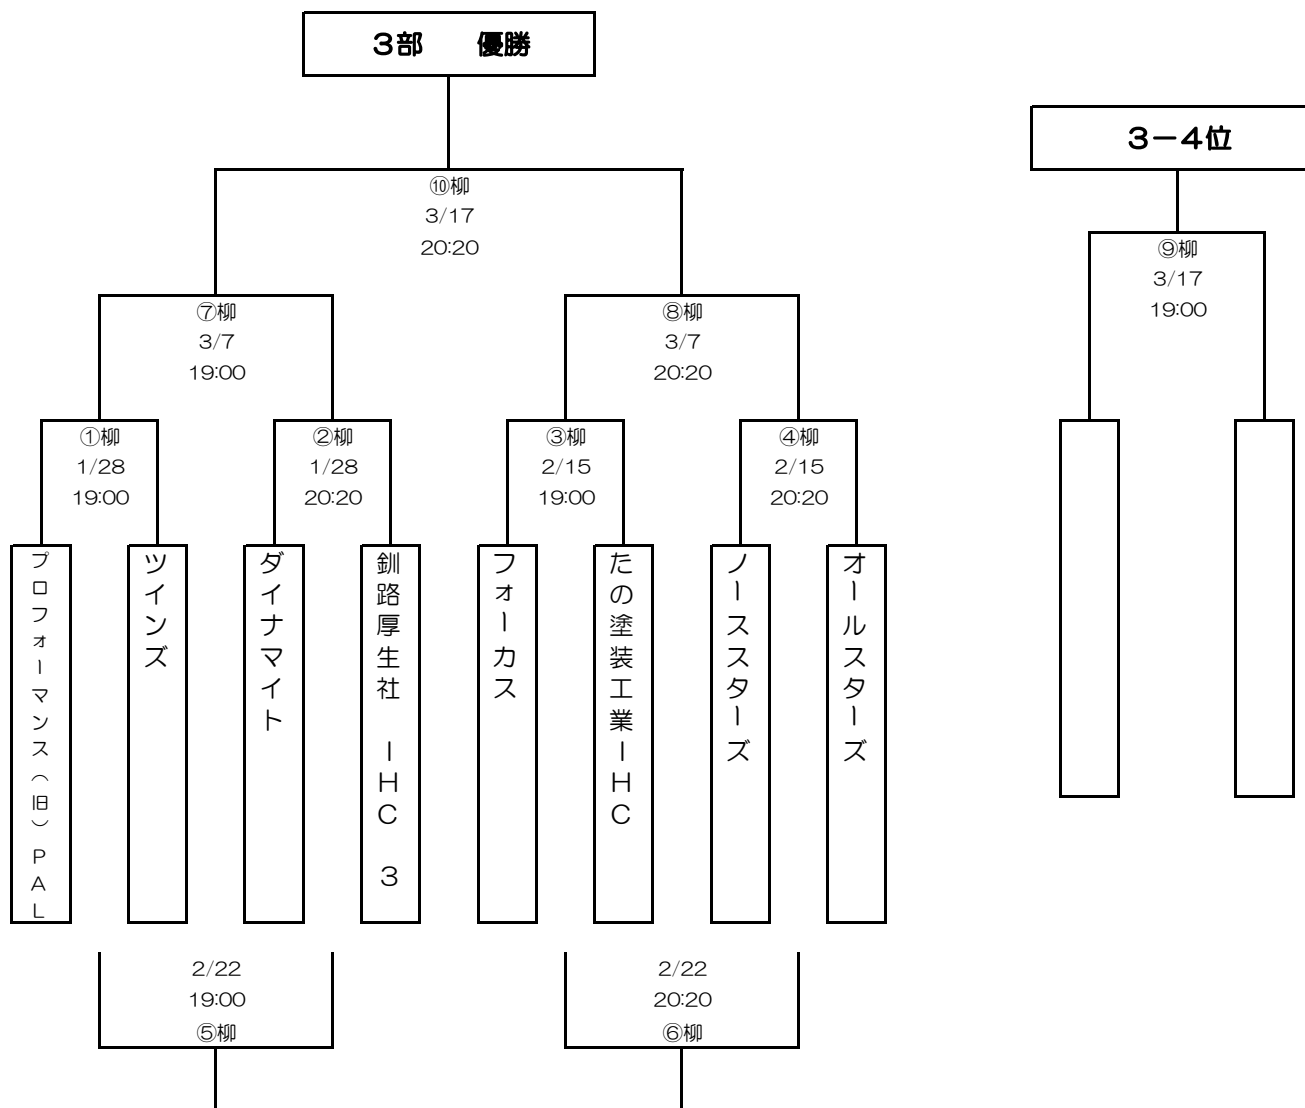 3部　優勝
3－4位
⑩柳
3/17
20:20
⑨柳
3/17
19:00
⑦柳
3/7
19:00
⑧柳
3/7
20:20
①柳
1/28
19:00
②柳
1/28
20:20
③柳
2/15
19:00
④柳
2/15
20:20
プロフォーマンス（旧）PAL
ツインズ
ダイナマイト
釧路厚生社　IHC　3
フォーカス
たの塗装工業IHC
ノーススターズ
オールスターズ
2/22
19:00
⑤柳
2/22
20:20
⑥柳